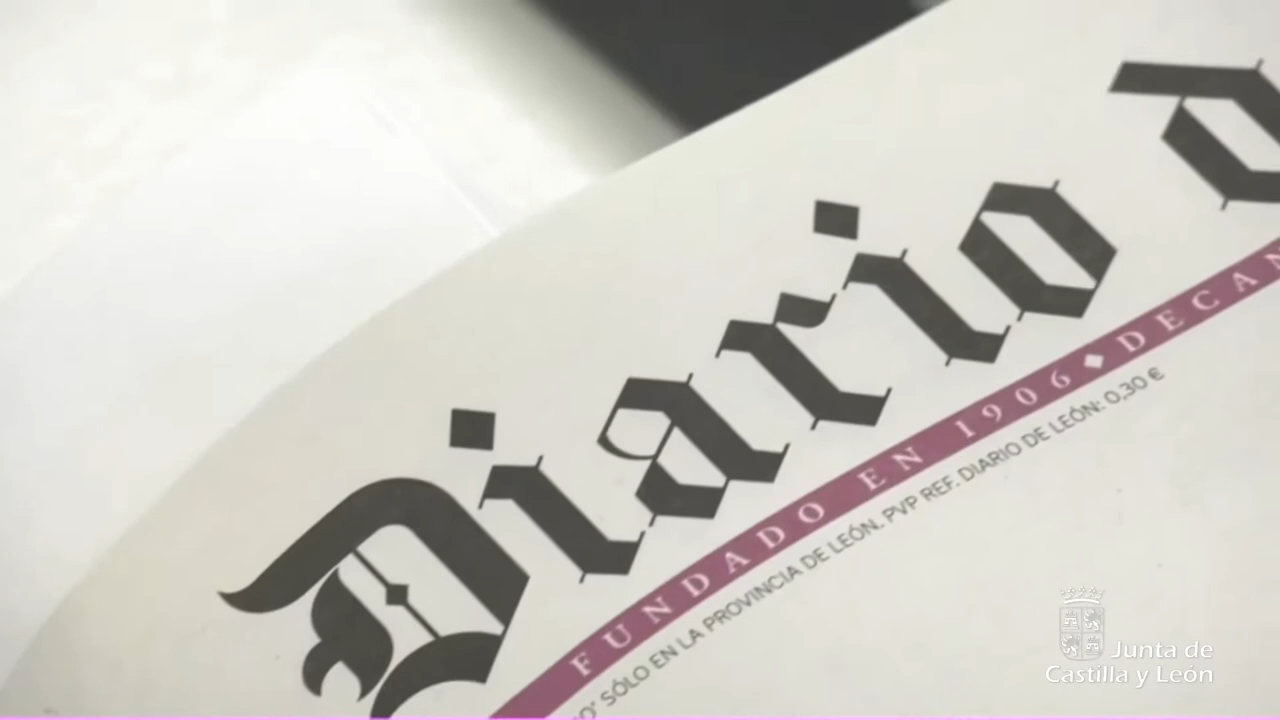 Diario d
FUNDADO EN 1906 ◆ DECAN
O' SÓLO EN LA PROVINCIA DE LEÓN. PVP REF. DIARIO DE LEÓN: 0,30 €
Junta de
Castilla y León